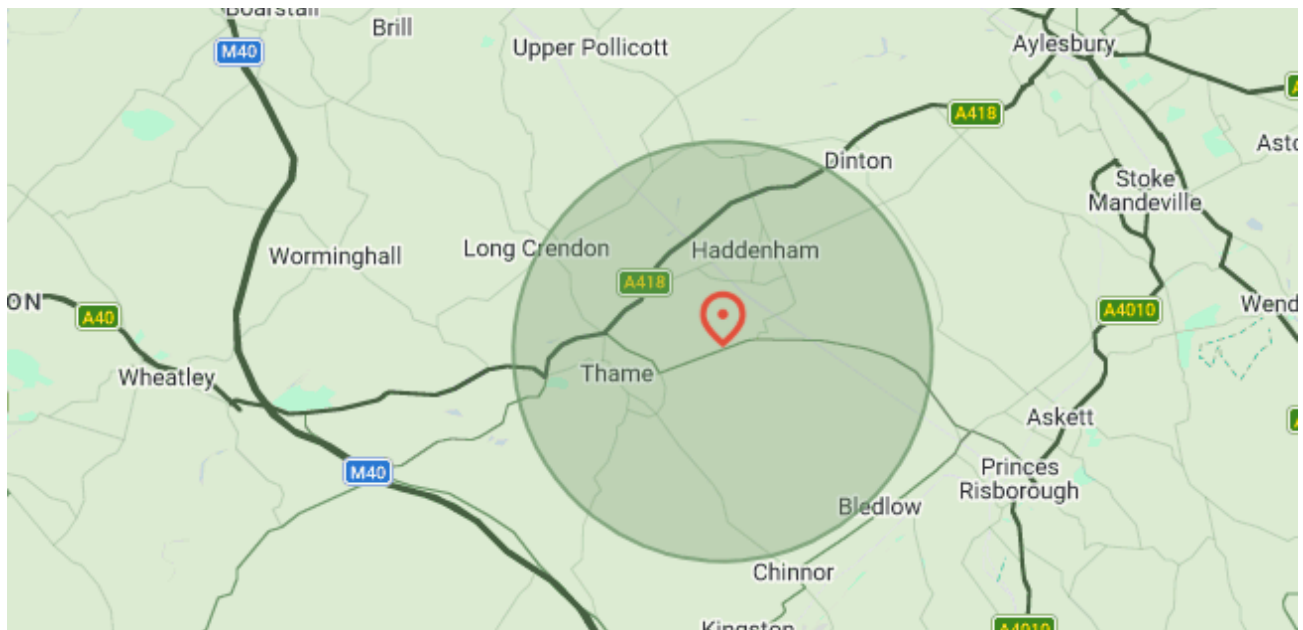 Boarstall
Brill
M40
Upper Pollicott
Aylesbury
A418
Dinton
Stoke
Mandeville
Long Crendon
Haddenham
Worminghall
A418
ON
A40
A4010
Wend
Wheatley
Thame
Askett
M40
Princes
Risborough
Bledlow
Chinnor
Kingston
A4010